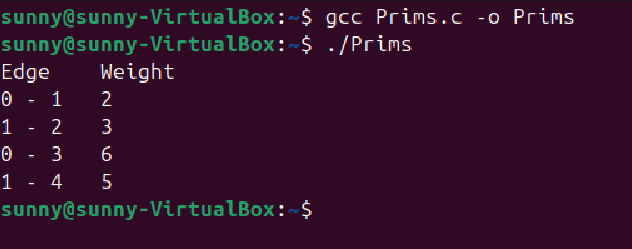 sunny@sunny-VirtualBox:~$ gcc Prims.c -o Prims
sunny@sunny-VirtualBox:~$ ./Prims
Edge    Weight
0 - 1   2
1 - 2   3
0 - 3   6
1 - 4   5
sunny@sunny-VirtualBox:~$